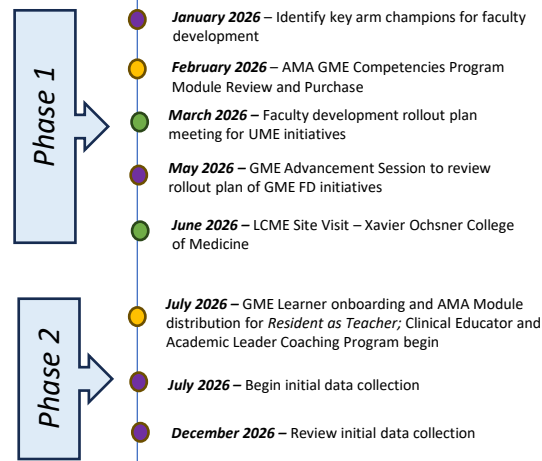 Phase 1
January 2026 – Identify key arm champions for faculty
development
February 2026 – AMA GME Competencies Program
Module Review and Purchase
March 2026 – Faculty development rollout plan
meeting for UME initiatives
May 2026 – GME Advancement Session to review
rollout plan of GME FD initiatives
June 2026 – LCME Site Visit – Xavier Ochsner College
of Medicine
Phase 2
July 2026 – GME Learner onboarding and AMA Module
distribution for Resident as Teacher; Clinical Educator and
Academic Leader Coaching Program begin
July 2026 – Begin initial data collection
December 2026 – Review initial data collection